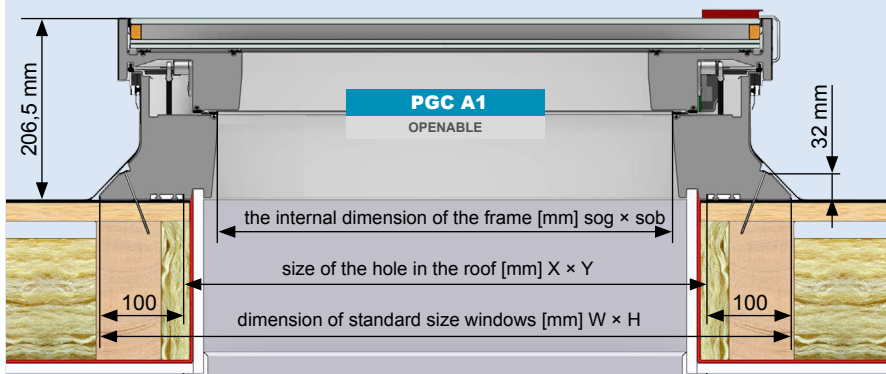 PGC A1
OPENABLE
206,5 mm
32 mm
the internal dimension of the frame [mm] sog × sob
size of the hole in the roof [mm] X × Y
100
100
dimension of standard size windows [mm] W × H